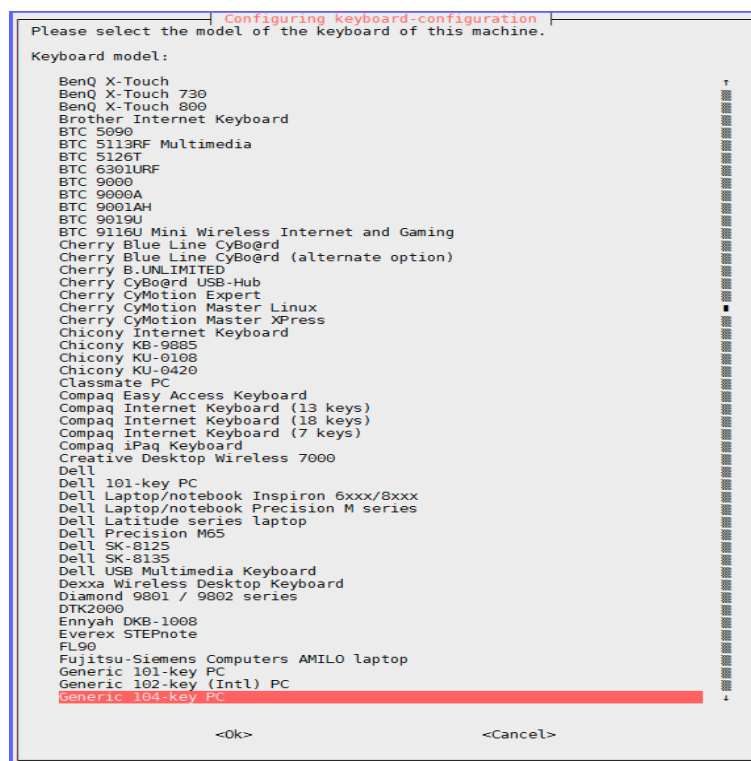 Configuring keyboard-configuration
Please select the model of the keyboard of this machine.
Keyboard model:
BenQ X-Touch
BenQ X-Touch 730
BenQ X-Touch 800
Brother Internet Keyboard
BTC 5090
BTC 5113RF Multimedia
BTC 5126T
BTC 6301URF
BTC 9000
BTC 9000A
BTC 9001AH
BTC 9019U
BTC 9116U Mini Wireless Internet and Gaming
Cherry Blue Line CyBo@rd
Cherry Blue Line CyBo@rd (alternate option)
Cherry B.UNLIMITED
Cherry CyBo@rd USB-Hub
Cherry CyMotion Expert
Cherry CyMotion Master Linux
Cherry CyMotion Master XPress
Chicony Internet Keyboard
Chicony KB-9885
Chicony KU-0108
Chicony KU-0420
Classmate PC
Compaq Easy Access Keyboard
Compaq Internet Keyboard (13 keys)
Compaq Internet Keyboard (18 keys)
Compaq Internet Keyboard (7 keys)
Compaq iPaq Keyboard
Creative Desktop Wireless 7000
Dell
Dell 101-key PC
Dell Laptop/notebook Inspiron 6xxx/8xxx
Dell Laptop/notebook Precision M series
Dell Latitude series laptop
Dell Precision M65
Dell SK-8125
Dell SK-8135
Dell USB Multimedia Keyboard
Dexxa Wireless Desktop Keyboard
Diamond 9801 / 9802 series
DTK2000
Ennyah DKB-1008
Everex STEPnote
FL90
Fujitsu-Siemens Computers AMILO laptop
Generic 101-key PC
Generic 102-key (Intl) PC
Generic 104-key PC
<Ok> <Cancel>